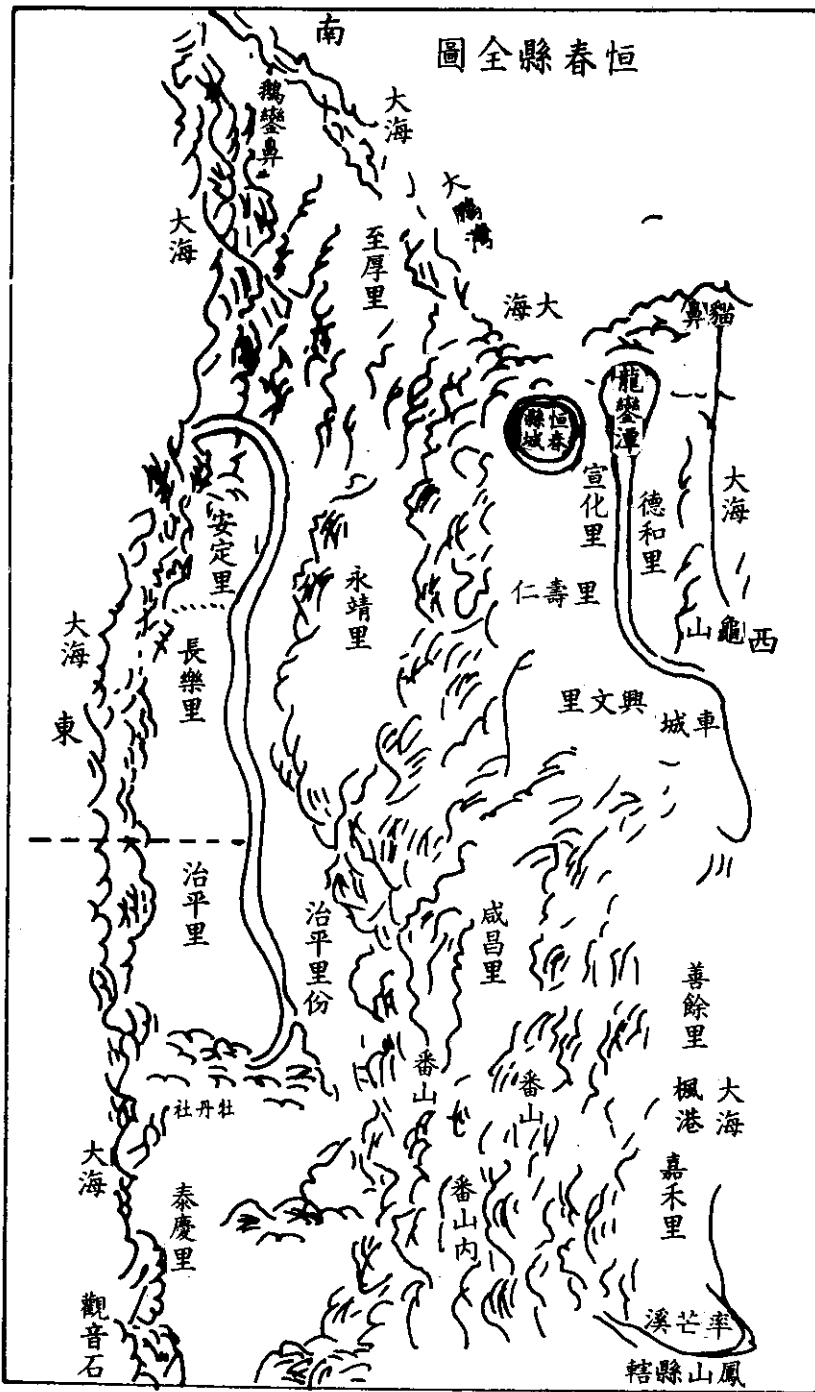 恒春縣全圖
南
鵝鑾鼻
大海
大海
大鵬灣
至厚里
大海
貓鼻
恒春縣城
龍鑾潭
宣化里
德和里
大海
安定里
永靖里
仁壽里
龜山
西
大海
長樂里
東
興文里
車城
治平里
治平里份
咸昌里
善餘里
番山
番山
楓港
大海
牡丹社
大海
泰慶里
番山内
嘉禾里
觀音石
率芒溪
鳳山縣轄